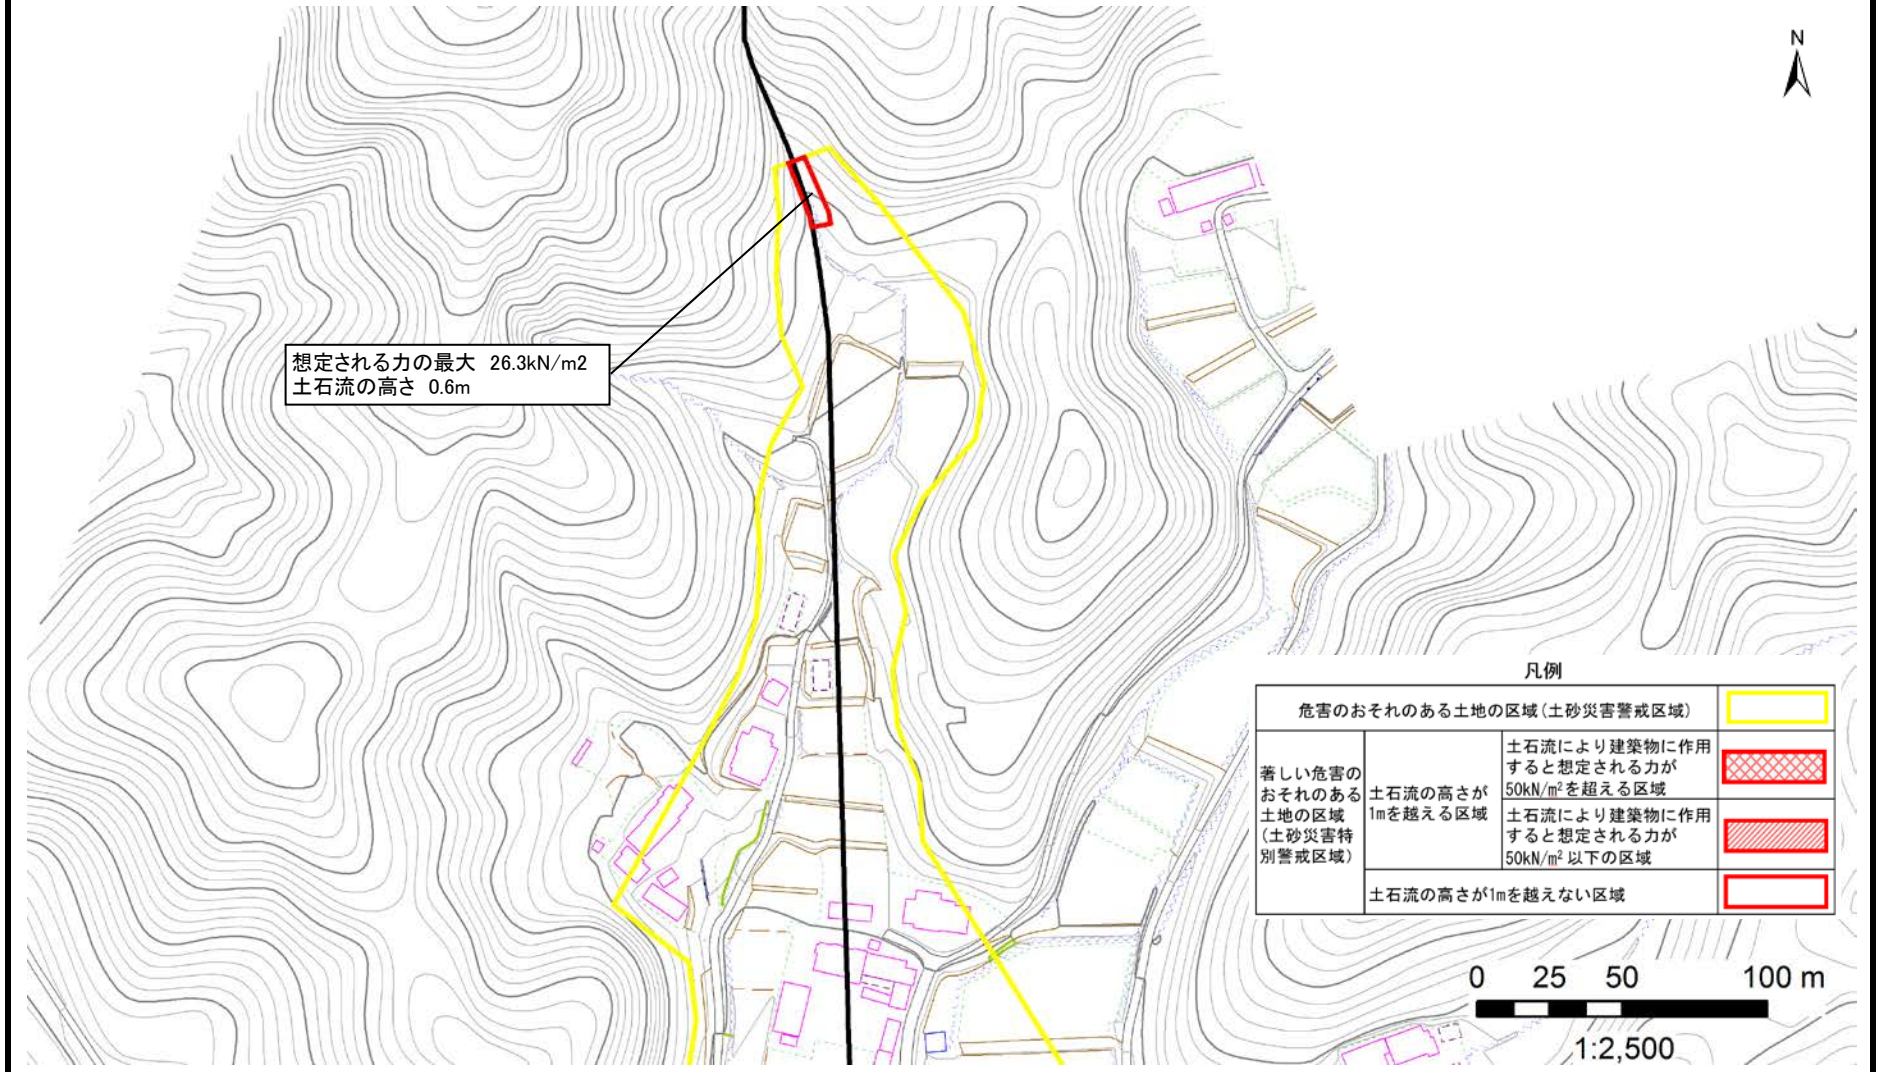 N
想定される力の最大 26.3kN/m2
土石流の高さ 0.6m
凡例
危害のおそれのある土地の区域(土砂災害警戒区域)
著しい危害の
おそれのある
土地の区域
(土砂災害特
別警戒区域)
土石流の高さが
1mを越える区域
土石流により建築物に作用
すると想定される力が
50kN/m²を超える区域
土石流により建築物に作用
すると想定される力が
50kN/m² 以下の区域
土石流の高さが1mを越えない区域
0 25 50 100 m
1:2,500